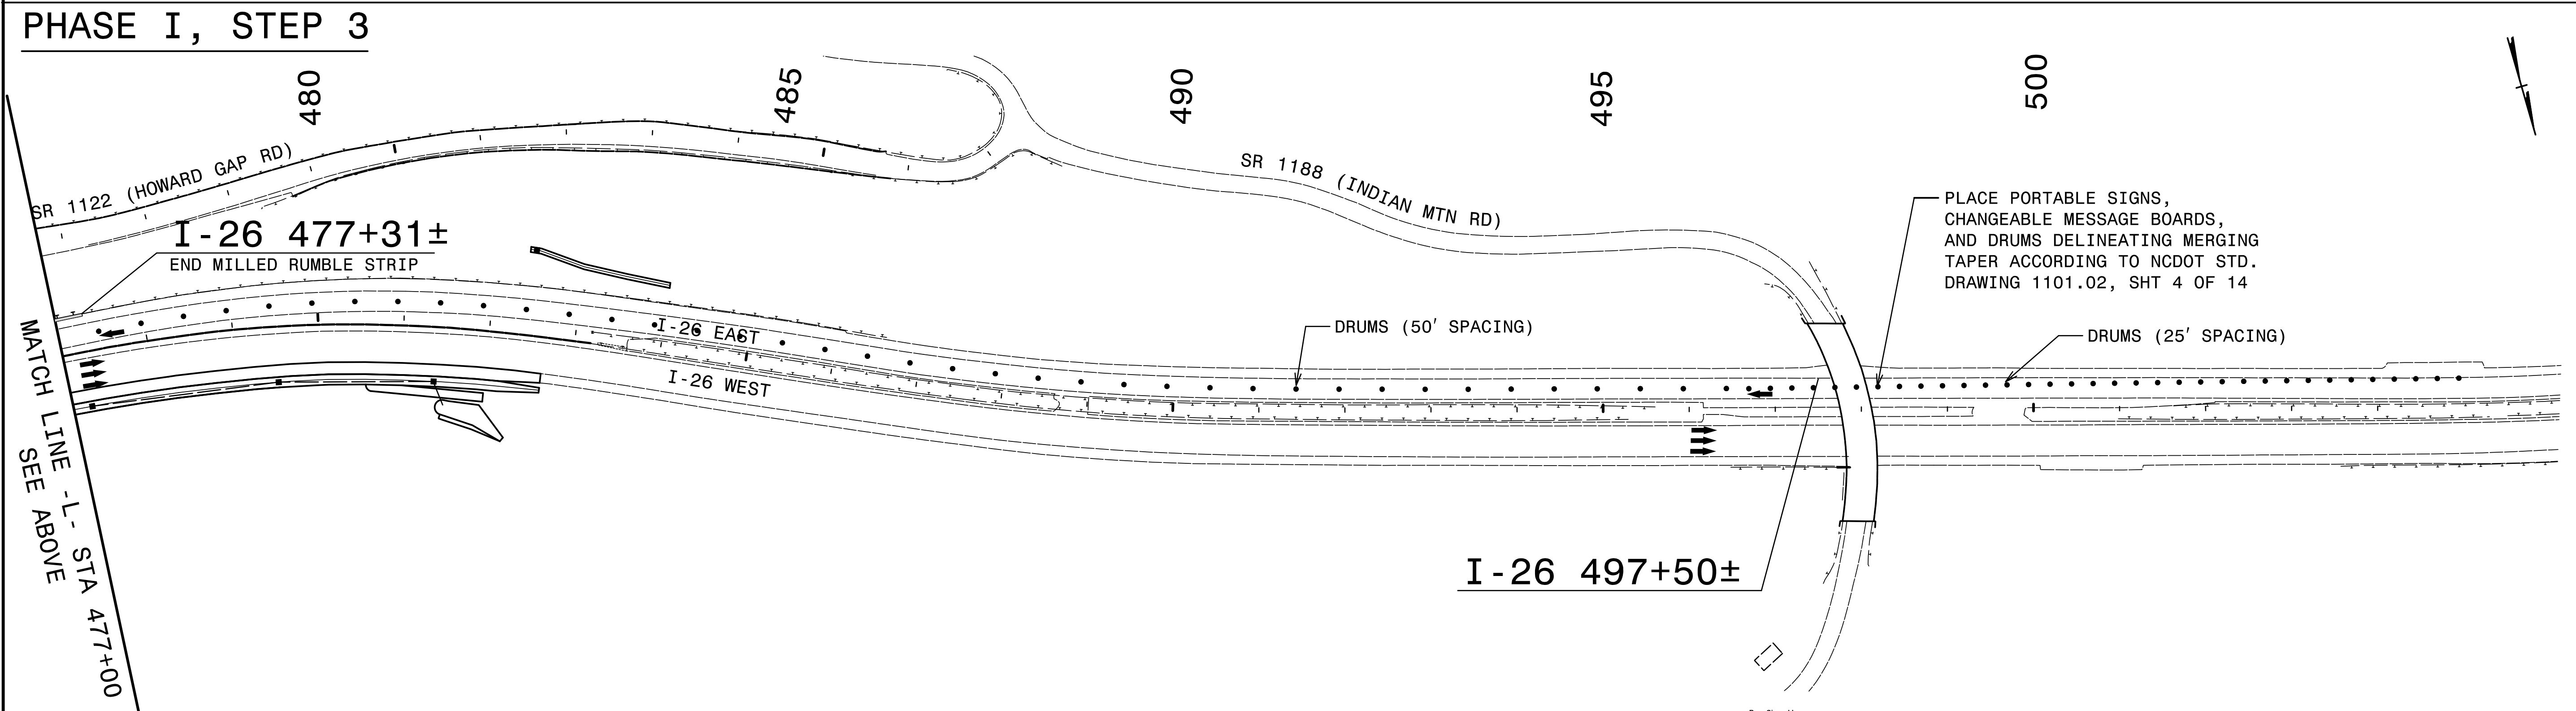 PHASE I, STEP 3
480
485
490
495
500
SR 1122 (HOWARD GAP RD)
SR 1188 (INDIAN MTN RD)
I-26 477+31±
END MILLED RUMBLE STRIP
PLACE PORTABLE SIGNS,
CHANGEABLE MESSAGE BOARDS,
AND DRUMS DELINEATING MERGING
TAPER ACCORDING TO NCDOT STD.
DRAWING 1101.02, SHT 4 OF 14
I-26 EAST
DRUMS (50' SPACING)
DRUMS (25' SPACING)
I-26 WEST
MATCH LINE -L- STA 477+00
SEE ABOVE
I-26 497+50±